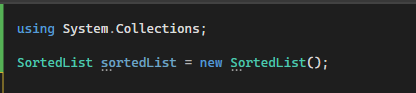 using System.Collections;
SortedList sortedList = new SortedList();